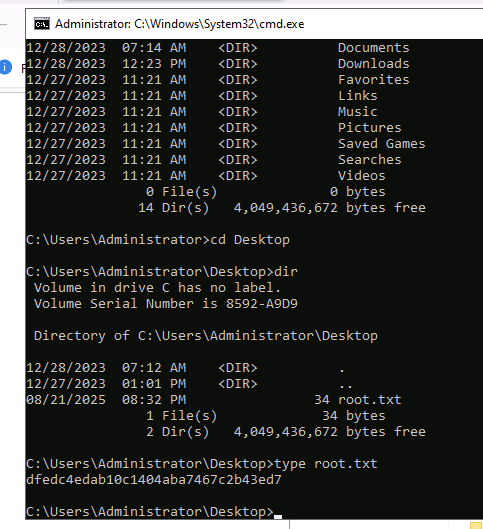 Administrator: C:\Windows\System32\cmd.exe
12/28/2023  07:14 AM    <DIR>          Documents
12/28/2023  12:23 PM    <DIR>          Downloads
12/27/2023  11:21 AM    <DIR>          Favorites
12/27/2023  11:21 AM    <DIR>          Links
12/27/2023  11:21 AM    <DIR>          Music
12/27/2023  11:21 AM    <DIR>          Pictures
12/27/2023  11:21 AM    <DIR>          Saved Games
12/27/2023  11:21 AM    <DIR>          Searches
12/27/2023  11:21 AM    <DIR>          Videos
               0 File(s)              0 bytes
              14 Dir(s)   4,049,436,672 bytes free
C:\Users\Administrator>cd Desktop
C:\Users\Administrator\Desktop>dir
 Volume in drive C has no label.
 Volume Serial Number is 8592-A9D9
 Directory of C:\Users\Administrator\Desktop
12/28/2023  07:12 AM    <DIR>          .
12/27/2023  01:01 PM    <DIR>          ..
08/21/2025  08:32 PM                34 root.txt
               1 File(s)             34 bytes
               2 Dir(s)   4,049,436,672 bytes free
C:\Users\Administrator\Desktop>type root.txt
dfedc4edab10c1404aba7467c2b43ed7
C:\Users\Administrator\Desktop>